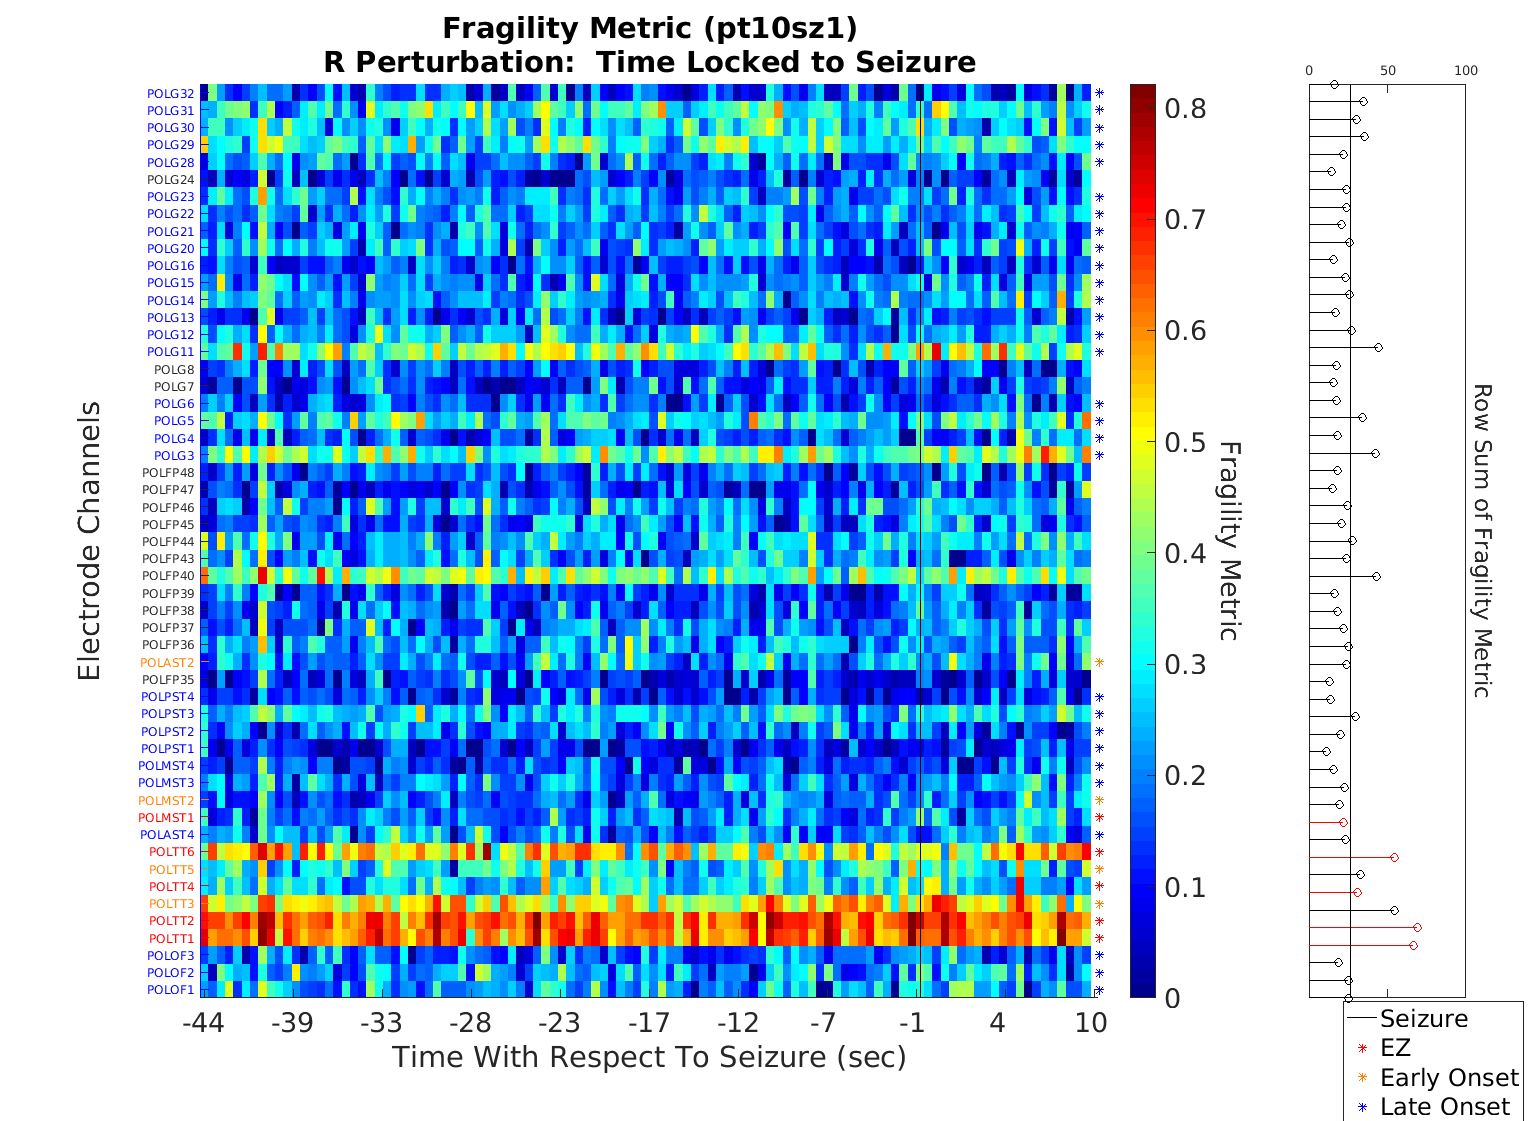 Fragility Metric (pt10sz1)
R Perturbation:  Time Locked to Seizure
0 50 100
POLG32
POLG31
POLG30
POLG29
POLG28
POLG24
POLG23
POLG22
POLG21
POLG20
POLG16
POLG15
POLG14
POLG13
POLG12
POLG11
POLG8
POLG7
POLG6
POLG5
POLG4
POLG3
POLFP48
POLFP47
POLFP46
POLFP45
POLFP44
POLFP43
POLFP40
POLFP39
POLFP38
POLFP37
POLFP36
POLAST2
POLFP35
POLPST4
POLPST3
POLPST2
POLPST1
POLMST4
POLMST3
POLMST2
POLMST1
POLAST4
POLTT6
POLTT5
POLTT4
POLTT3
POLTT2
POLTT1
POLOF3
POLOF2
POLOF1
Electrode Channels
-44 -39 -33 -28 -23 -17 -12 -7 -1 4 10
Time With Respect To Seizure (sec)
0.8
0.7
0.6
0.5
0.4
0.3
0.2
0.1
0
Fragility Metric
Row Sum of Fragility Metric
Seizure
EZ
Early Onset
Late Onset